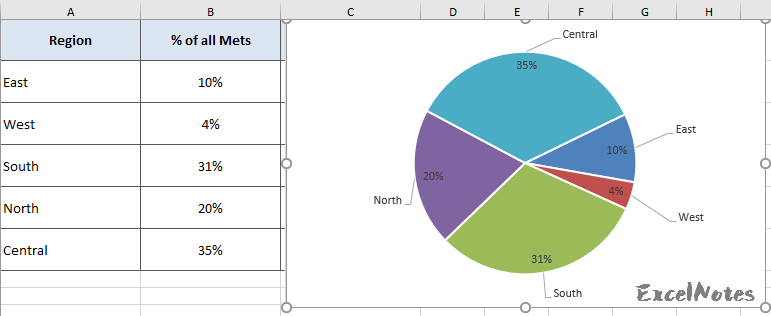 A B C D E F G H
Region % of all Mets
East 10%
West 4%
South 31%
North 20%
Central 35%
Central
35%
East
10%
4%
West
20%
North
31%
South
ExcelNotes